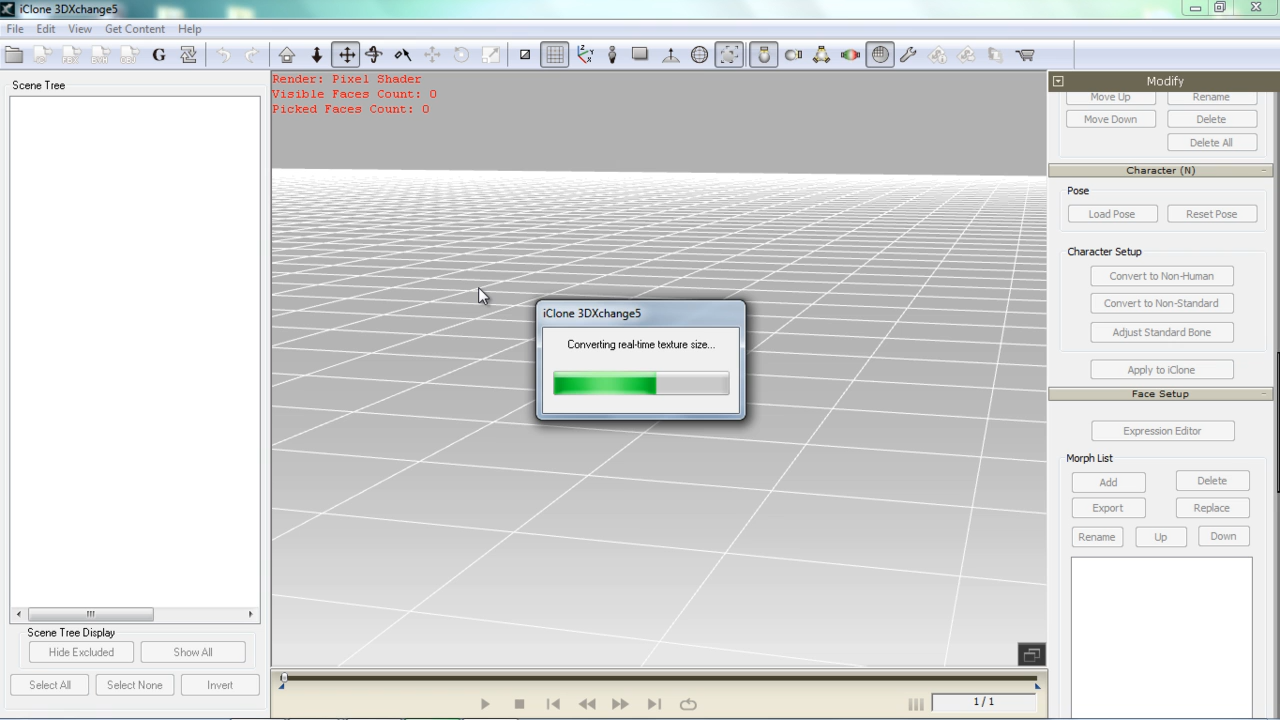 iClone 3DXchange5
File Edit View Get Content Help
G
Scene Tree
Render: Pixel Shader
Visible Faces Count: 0
Picked Faces Count: 0
iClone 3DXchange5
Converting real-time texture size...
Modify
Move Up Rename
Move Down Delete
Delete All
Character (N)
Pose
Load Pose Reset Pose
Character Setup
Convert to Non-Human
Convert to Non-Standard
Adjust Standard Bone
Apply to iClone
Face Setup
Expression Editor
Morph List
Add Delete
Export Replace
Rename Up Down
Scene Tree Display
Hide Excluded Show All
Select All Select None Invert
1 / 1